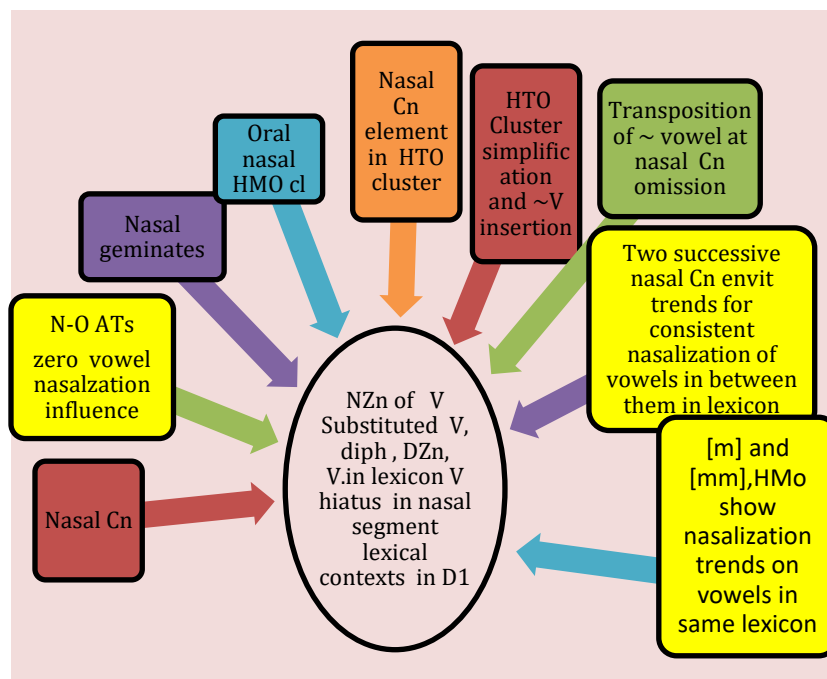 Nasal
Cn
element
in HTO
cluster
HTO
Cluster
simplific
ation
and ~V
insertion
Transposition
of ~ vowel at
nasal Cn
omission
Oral
nasal
HMO cl
Nasal
geminates
Two successive
nasal Cn envit
trends for
consistent
nasalization of
vowels in between
them in lexicon
N-O ATs
zero vowel
nasalzation
influence
NZn of V
Substituted V,
diph , DZn,
V.in lexicon V
hiatus in nasal
segment
lexical
contexts in D1
[m] and
[mm],HMo
show
nasalization
trends on
vowels in
same lexicon
Nasal Cn